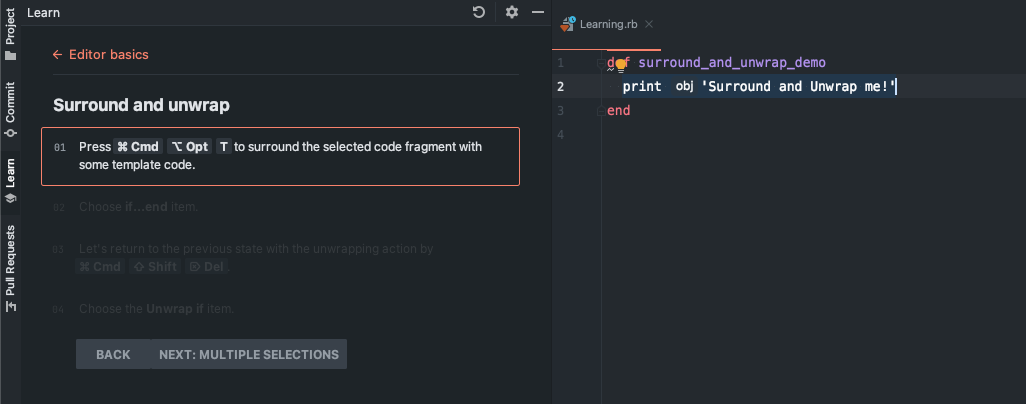 Learn
Learning.rb
Project
Commit
Learn
Pull Requests
← Editor basics
Surround and unwrap
01 Press ⌘ Cmd ⌥ Opt T to surround the selected code fragment with
some template code.
02 Choose if...end item.
03 Let's return to the previous state with the unwrapping action by
⌘ Cmd ⇧ Shift ⌦ Del.
04 Choose the Unwrap if item.
BACK
NEXT: MULTIPLE SELECTIONS
1 def surround_and_unwrap_demo
2 print obj 'Surround and Unwrap me!'
3 end
4